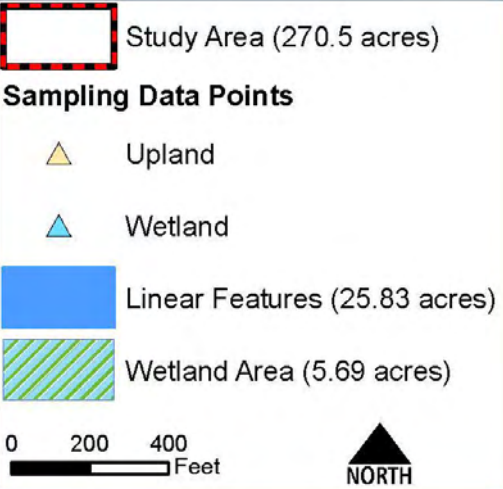 Study Area (270.5 acres)
Sampling Data Points
Upland
Wetland
Linear Features (25.83 acres)
Wetland Area (5.69 acres)
0 200 400
Feet
NORTH